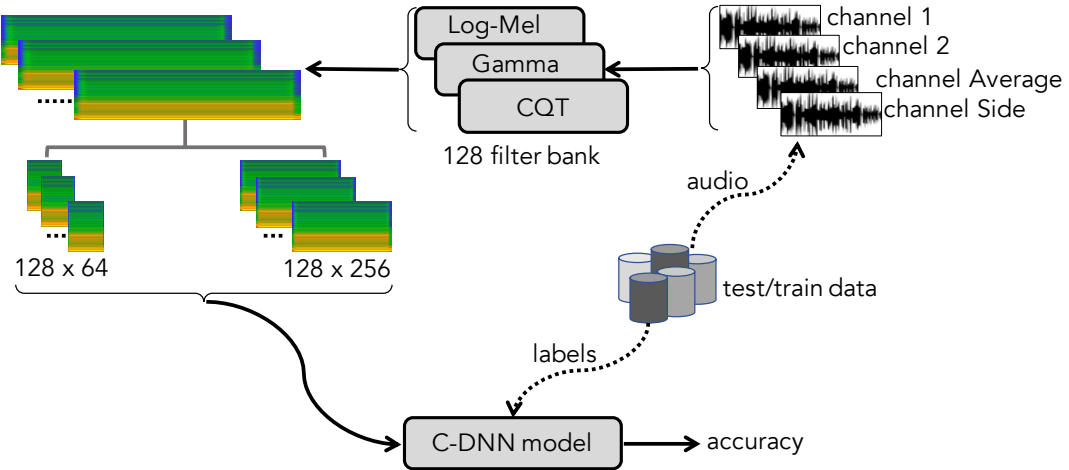 Log-Mel
Gamma
CQT
128 filter bank
channel 1
channel 2
channel Average
channel Side
audio
128 x 64
128 x 256
test/train data
labels
C-DNN model
accuracy